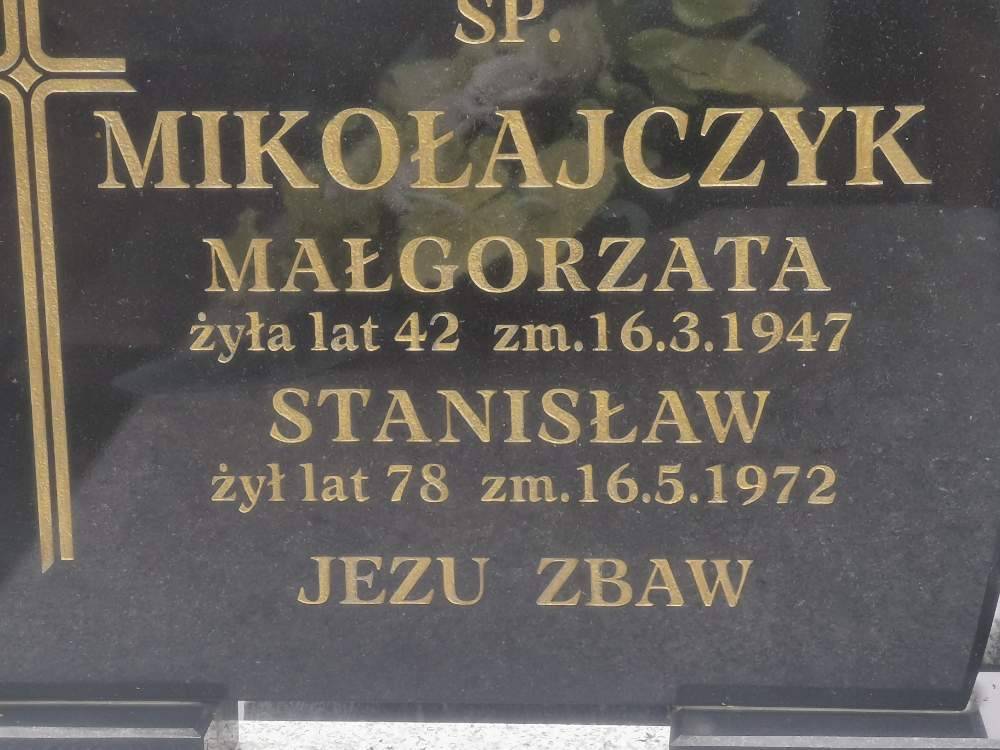 ŚP.
MIKOŁAJCZYK
MAŁGORZATA
żyła lat 42 zm.16.3.1947
STANISŁAW
żył lat 78 zm.16.5.1972
JEZU ZBAW